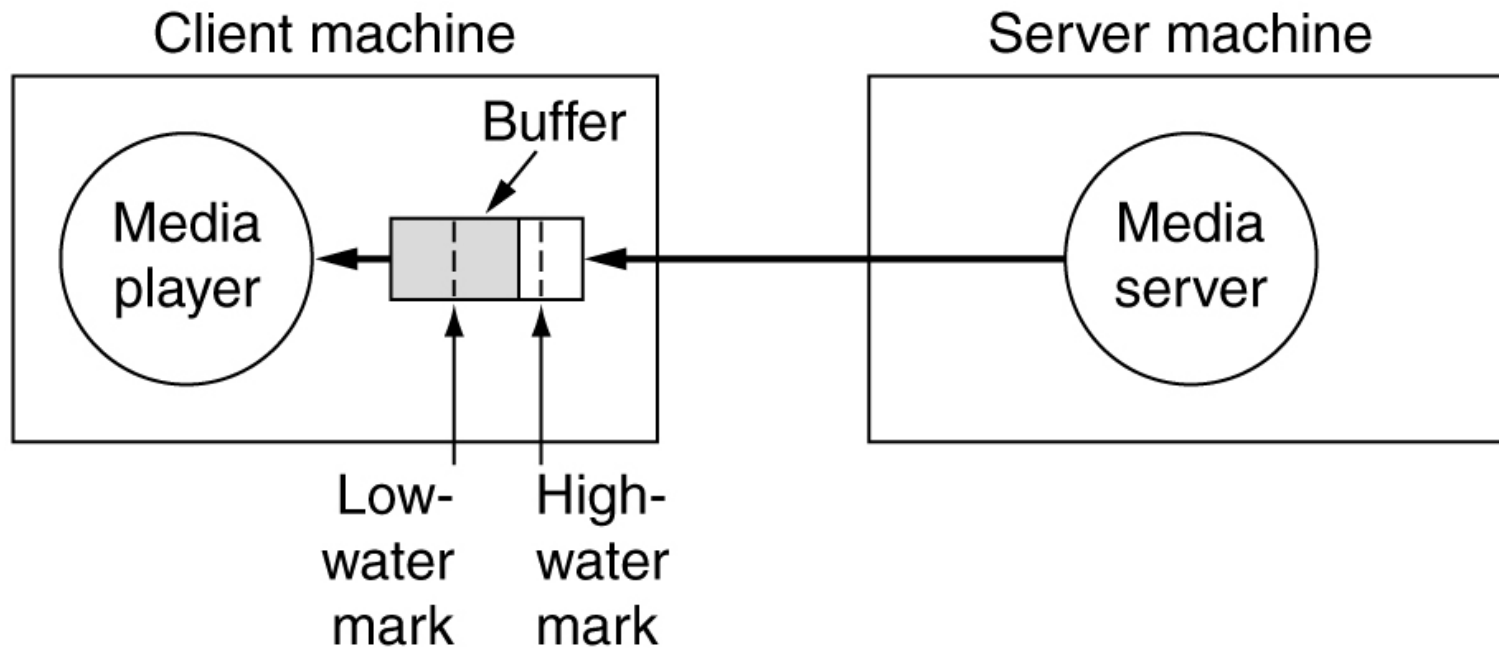 Client machine
Server machine
Buffer
Media
player
Media
server
Low-
water
mark
High-
water
mark